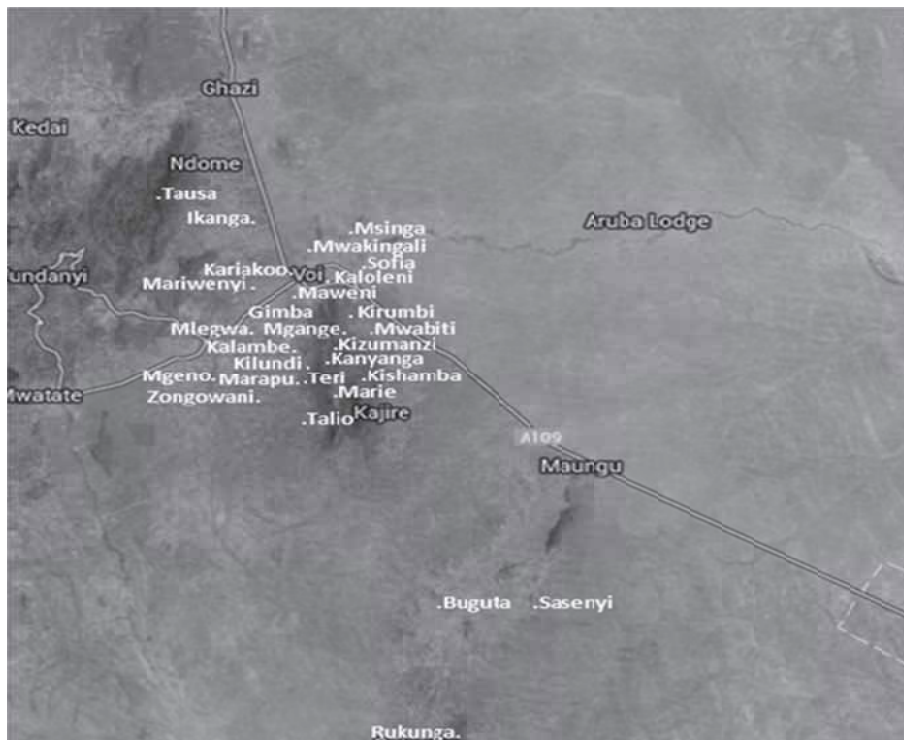 Ghazi
Kedai
Ndome
.Tausa
Ikanga.
Aruba Lodge
.Msinga
.Mwakingali
.Sofia
Kariakoo. Voi .Kaloleni
undanyi
Mariwenyi .
.Maweni
Gimba .Kirumbi
Mlegwa. Mgange. .Mwabiti
Kalambe. .Kizumanzi
Kilundi. .Kanyanga
Mgeno. Marapu. .Teri .Kishamba
Mwatate
Zongowani. .Marie
.Talio Kajire
A109
Maungu
.Buguta .Sasenyi
Rukunga.